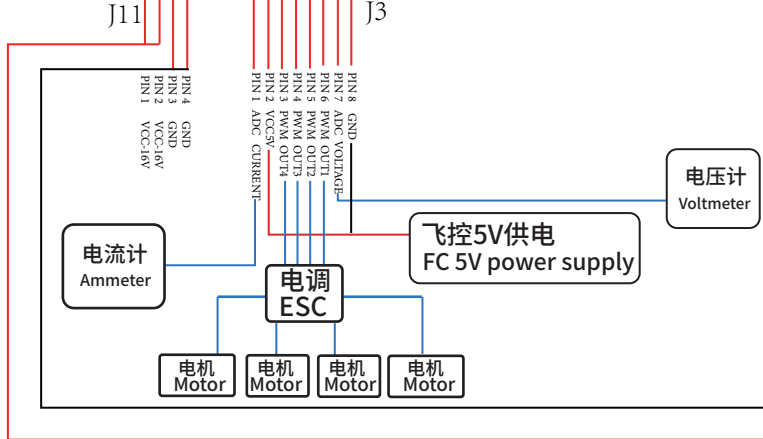 J11
J3
PIN 1 VCC-16V
PIN 2 VCC-16V
PIN 3 GND
PIN 4 GND
PIN 1 ADC CURRENT
PIN 2 VCC5V
PIN 3 PWM OUT4
PIN 4 PWM OUT3
PIN 5 PWM OUT2
PIN 6 PWM OUT1
PIN 7 ADC VOLTAGE
PIN 8 GND
电压计
Voltmeter
飞控5V供电
FC 5V power supply
电流计
Ammeter
电调
ESC
电机
Motor
电机
Motor
电机
Motor
电机
Motor